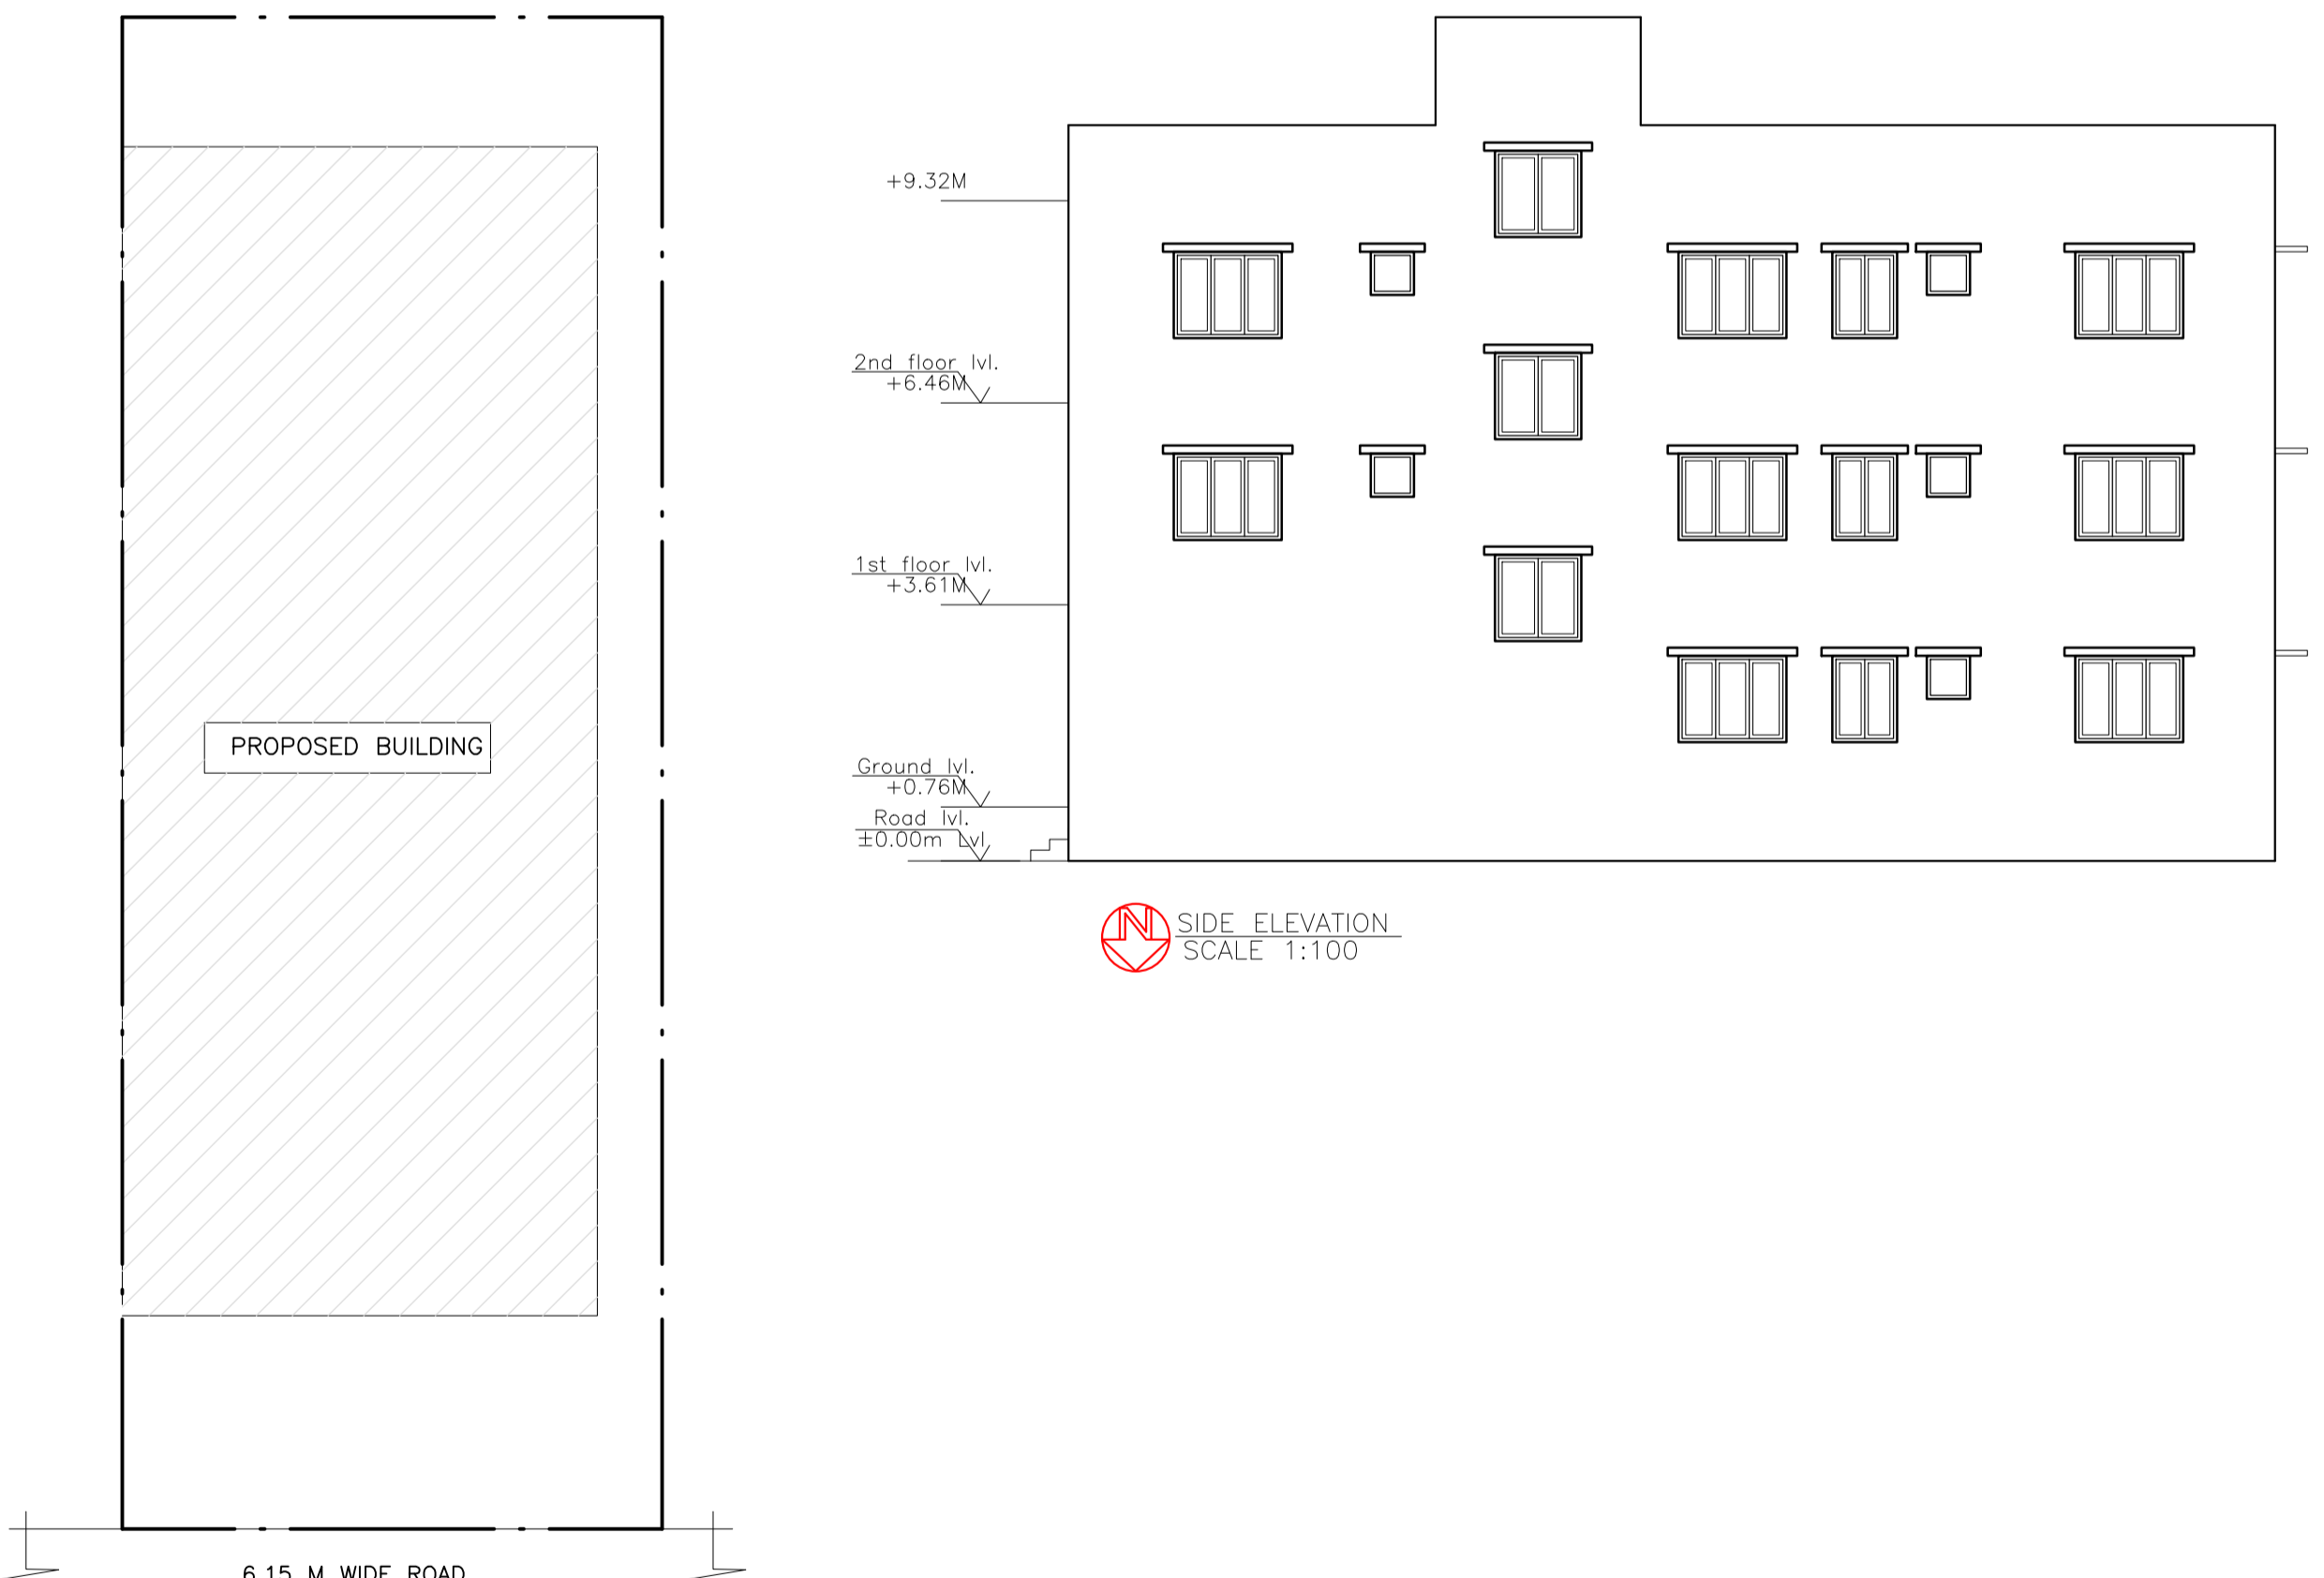 PROPOSED BUILDING
6.15 M WIDE ROAD
+9.32M
2nd floor lvl.
+6.46M
1st floor lvl.
+3.61M
Ground lvl.
+0.76M
Road lvl.
±0.00m Lvl
N
SIDE ELEVATION
SCALE 1:100